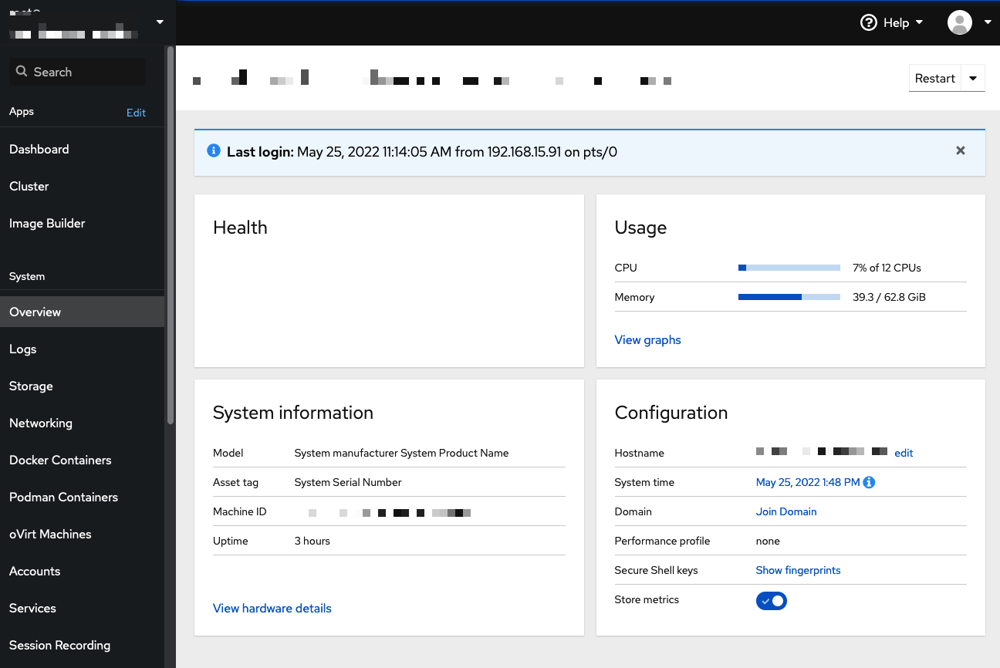 Help
Search
Restart
Apps
Edit
Last login: May 25, 2022 11:14:05 AM from 192.168.15.91 on pts/0
Dashboard
Cluster
Image Builder
System
Overview
Logs
Storage
Networking
Docker Containers
Podman Containers
oVirt Machines
Accounts
Services
Session Recording
Health
Usage
CPU
7% of 12 CPUs
Memory
39.3 / 62.8 GiB
View graphs
System information
Model System manufacturer System Product Name
Asset tag System Serial Number
Machine ID
Uptime 3 hours
View hardware details
Configuration
Hostname edit
System time May 25, 2022 1:48 PM
Domain Join Domain
Performance profile none
Secure Shell keys Show fingerprints
Store metrics